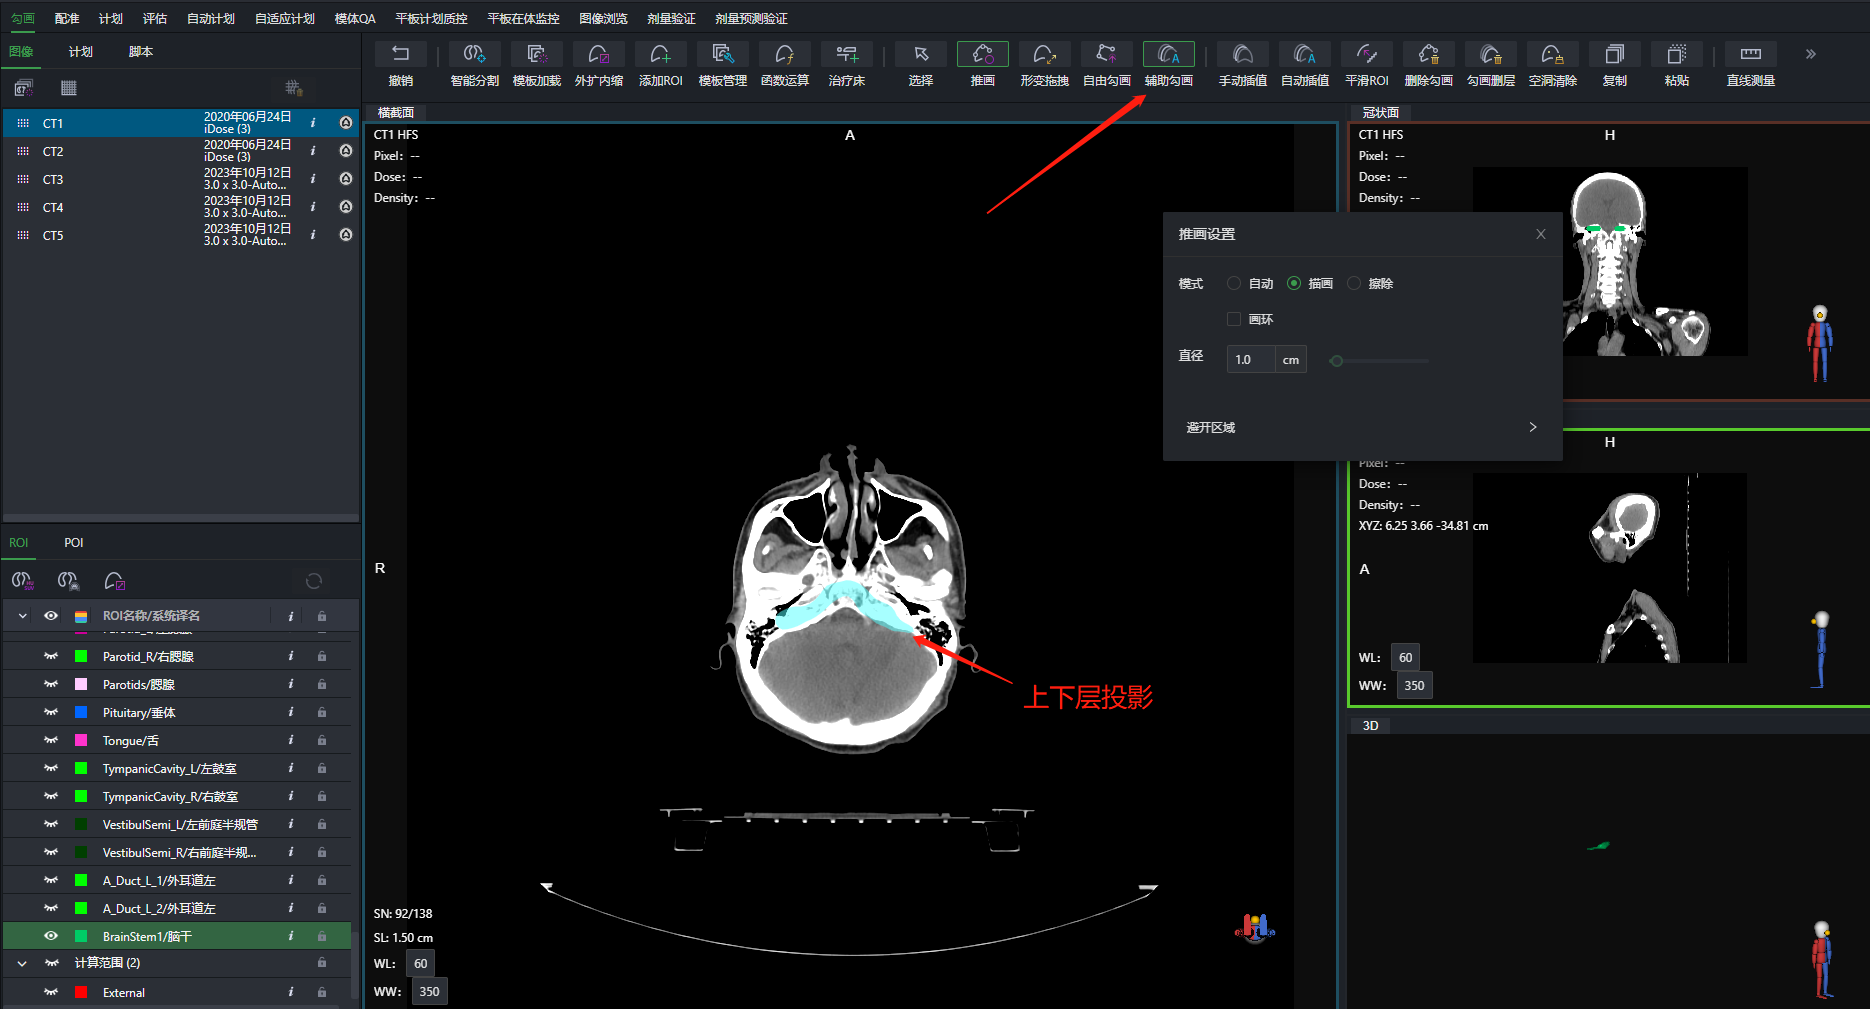 勾画 配准 计划 评估 自动计划 自适应计划 模体QA 平板计划质控 平板在体监控 图像浏览 剂量验证 剂量预测验证
图像 计划 脚本
撤销 智能分割 模板加载 外扩内缩 添加ROI 模板管理 函数运算 治疗床 选择 推画 形变拖拽 自由勾画 辅助勾画 手动插值 自动插值 平滑ROI 删除勾画 勾画删层 空洞清除 复制 粘贴 直线测量
CT1 2020年06月24日
iDose (3)
CT2 2020年06月24日
iDose (3)
CT3 2023年10月12日
3.0 x 3.0-Auto...
CT4 2023年10月12日
3.0 x 3.0-Auto...
CT5 2023年10月12日
3.0 x 3.0-Auto...
ROI POI
ROI名称/系统译名
Parotid_R/右腮腺
Parotids/腮腺
Pituitary/垂体
Tongue/舌
TympanicCavity_L/左鼓室
TympanicCavity_R/右鼓室
VestibulSemi_L/左前庭半规管
VestibulSemi_R/右前庭半规...
A_Duct_L_1/外耳道左
A_Duct_L_2/外耳道左
BrainStem1/脑干
计算范围 (2)
External
横截面
CT1 HFS
Pixel: --
Dose: --
Density: --
A
R
上下层投影
SN: 92/138
SL: 1.50 cm
WL: 60
WW: 350
推画设置
模式 自动 描画 擦除
画环
直径 1.0 cm
避开区域
冠状面
CT1 HFS
Pixel: --
Dose: --
Density: --
H
H
Pixel: --
Dose: --
Density: --
XYZ: 6.25 3.66 -34.81 cm
A
WL: 60
WW: 350
3D